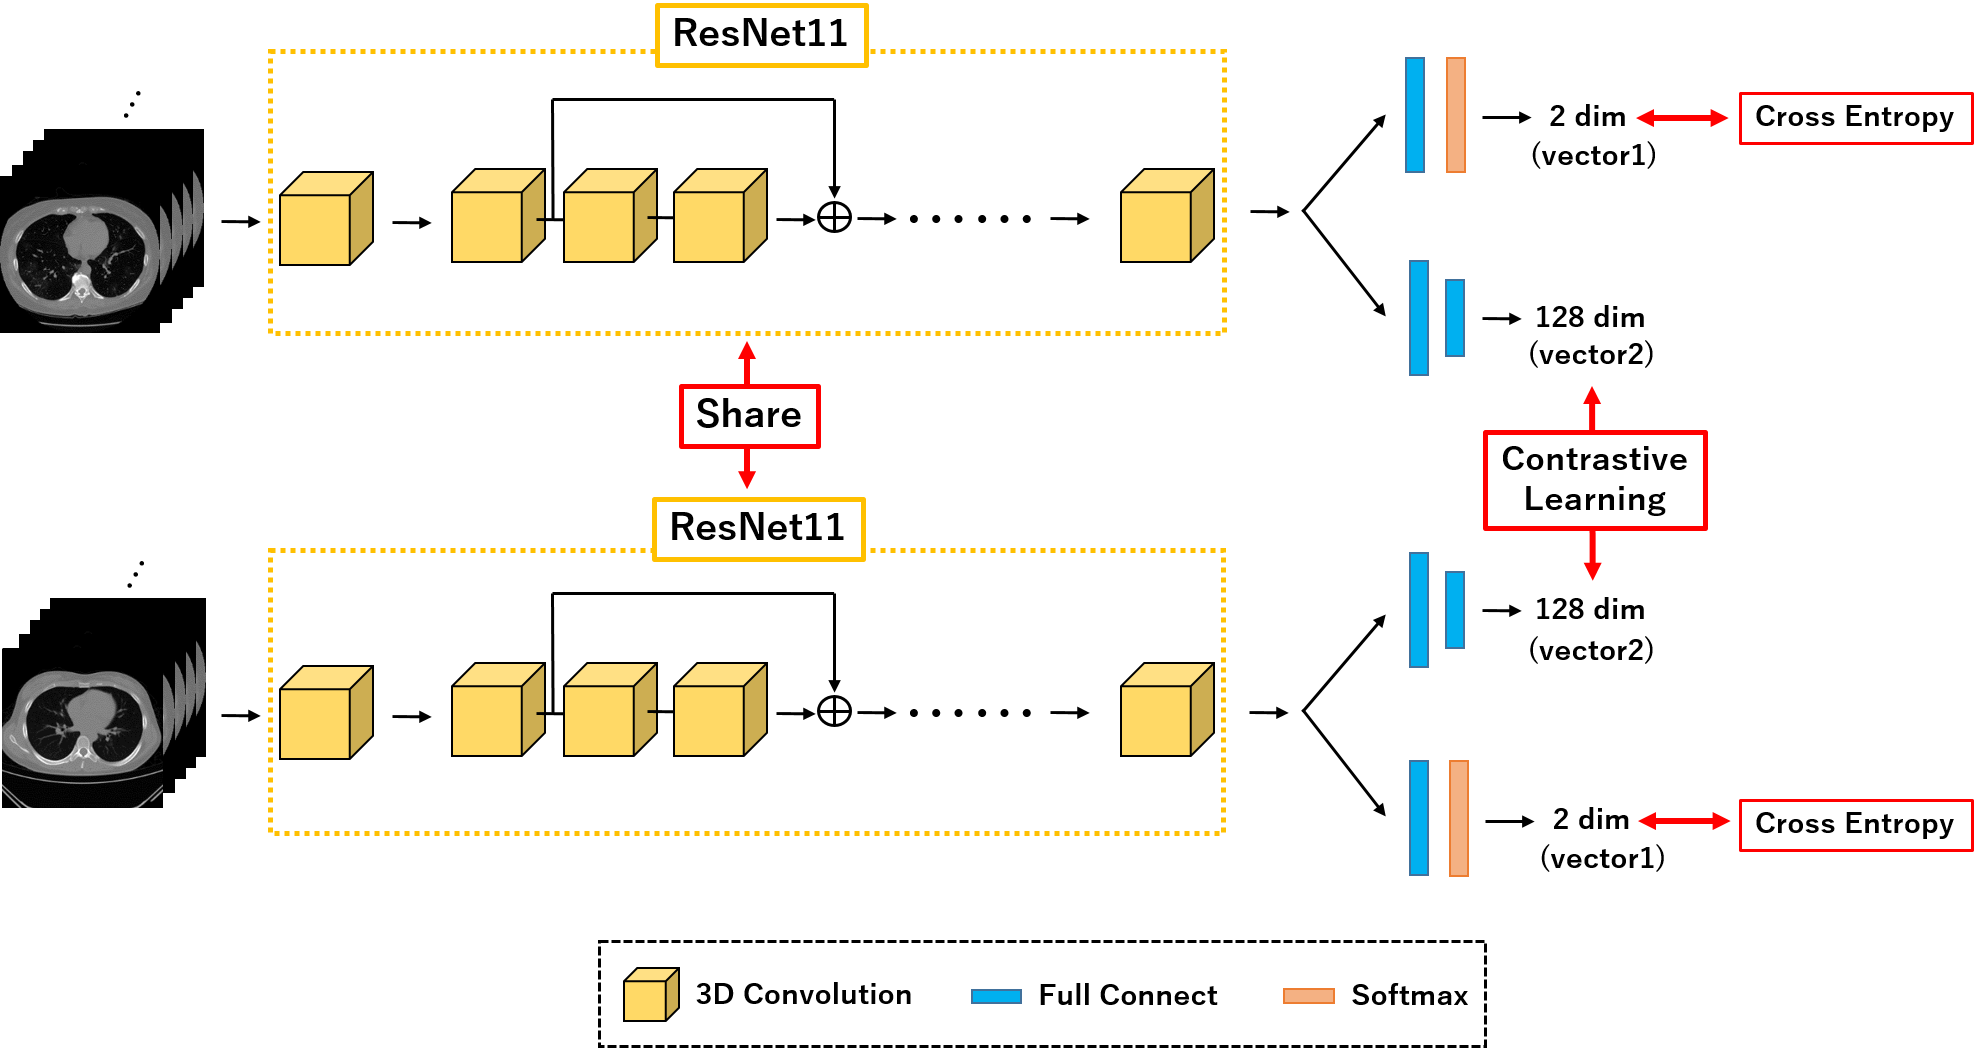 ResNet11
2 dim
(vector1)
Cross Entropy
128 dim
(vector2)
Share
Contrastive
Learning
ResNet11
128 dim
(vector2)
2 dim
(vector1)
Cross Entropy
3D Convolution
Full Connect
Softmax